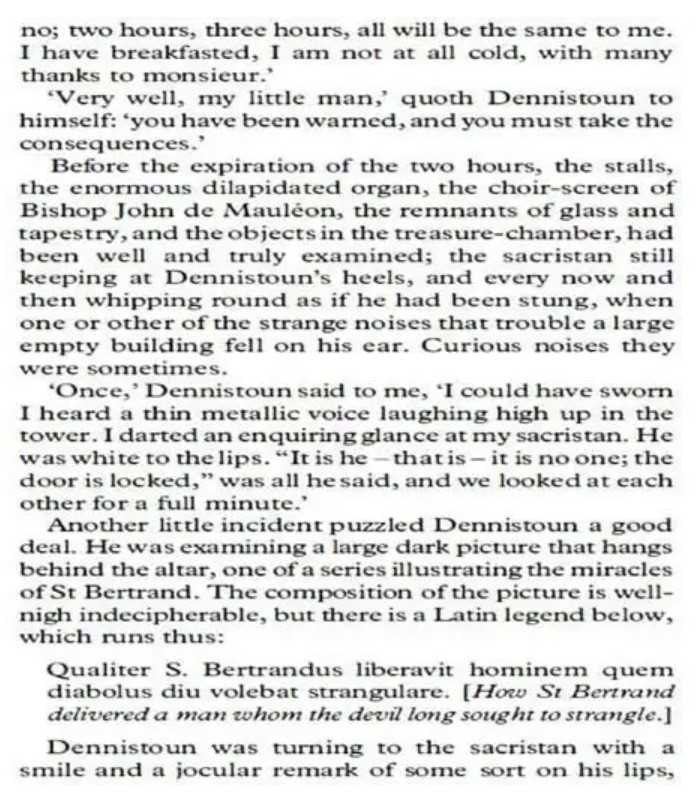 no; two hours, three hours, all will be the same to me.
I have breakfasted, I am not at all cold, with many
thanks to monsieur.’
‘Very well, my little man,’ quoth Dennistoun to
himself: ‘you have been warned, and you must take the
consequences.’
Before the expiration of the two hours, the stalls,
the enormous dilapidated organ, the choir-screen of
Bishop John de Mauléon, the remnants of glass and
tapestry, and the objects in the treasure-chamber, had
been well and truly examined; the sacristan still
keeping at Dennistoun’s heels, and every now and
then whipping round as if he had been stung, when
one or other of the strange noises that trouble a large
empty building fell on his ear. Curious noises they
were sometimes.
‘Once,’ Dennistoun said to me, ‘I could have sworn
I heard a thin metallic voice laughing high up in the
tower. I darted an enquiring glance at my sacristan. He
was white to the lips. “It is he – that is – it is no one; the
door is locked,” was all he said, and we looked at each
other for a full minute.’
Another little incident puzzled Dennistoun a good
deal. He was examining a large dark picture that hangs
behind the altar, one of a series illustrating the miracles
of St Bertrand. The composition of the picture is well-
nigh indecipherable, but there is a Latin legend below,
which runs thus:
Qualiter S. Bertrandus liberavit hominem quem
diabolus diu volebat strangulare. [How St Bertrand
delivered a man whom the devil long sought to strangle.]
Dennistoun was turning to the sacristan with a
smile and a jocular remark of some sort on his lips,